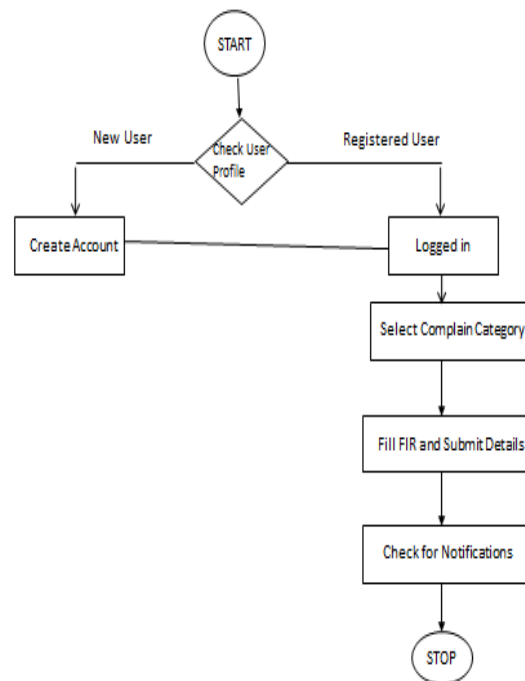 START
New User
Registered User
Check User
Profile
Create Account
Logged in
Select Complain Category
Fill FIR and Submit Details
Check for Notifications
STOP